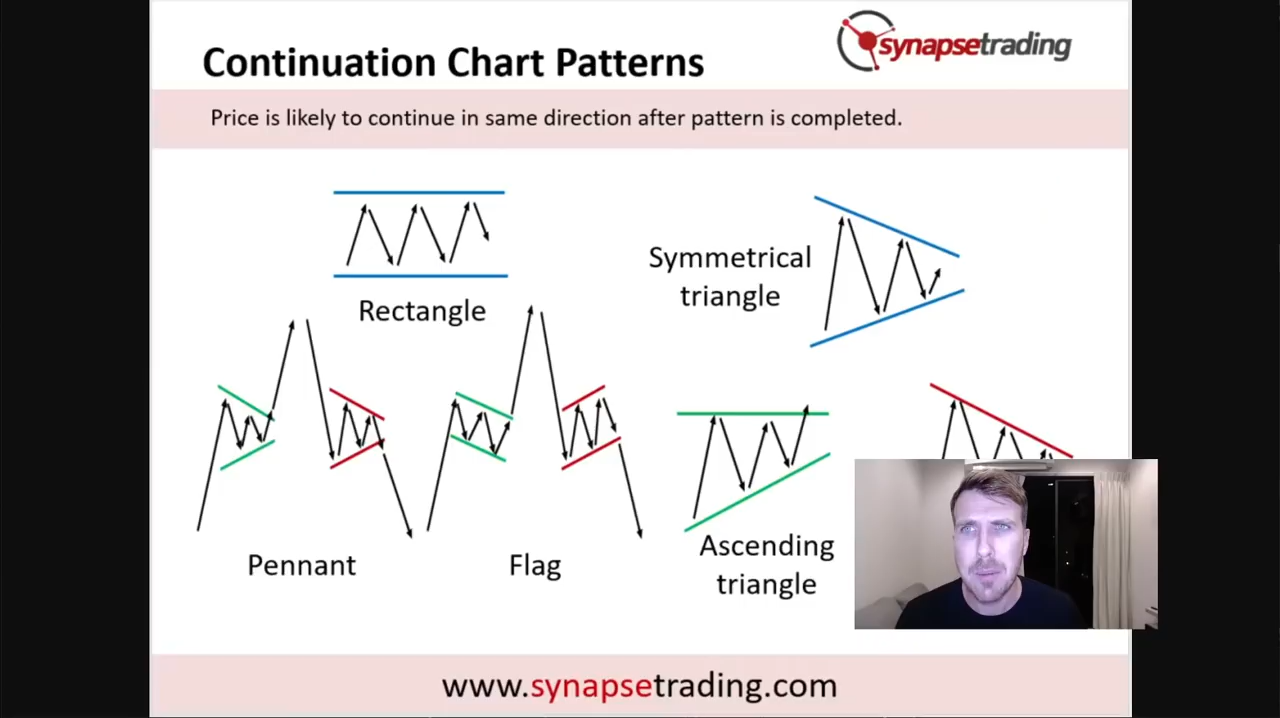 synapsetrading
Continuation Chart Patterns
Price is likely to continue in same direction after pattern is completed.
Rectangle
Symmetrical
triangle
Pennant
Flag
Ascending
triangle
www.synapsetrading.com